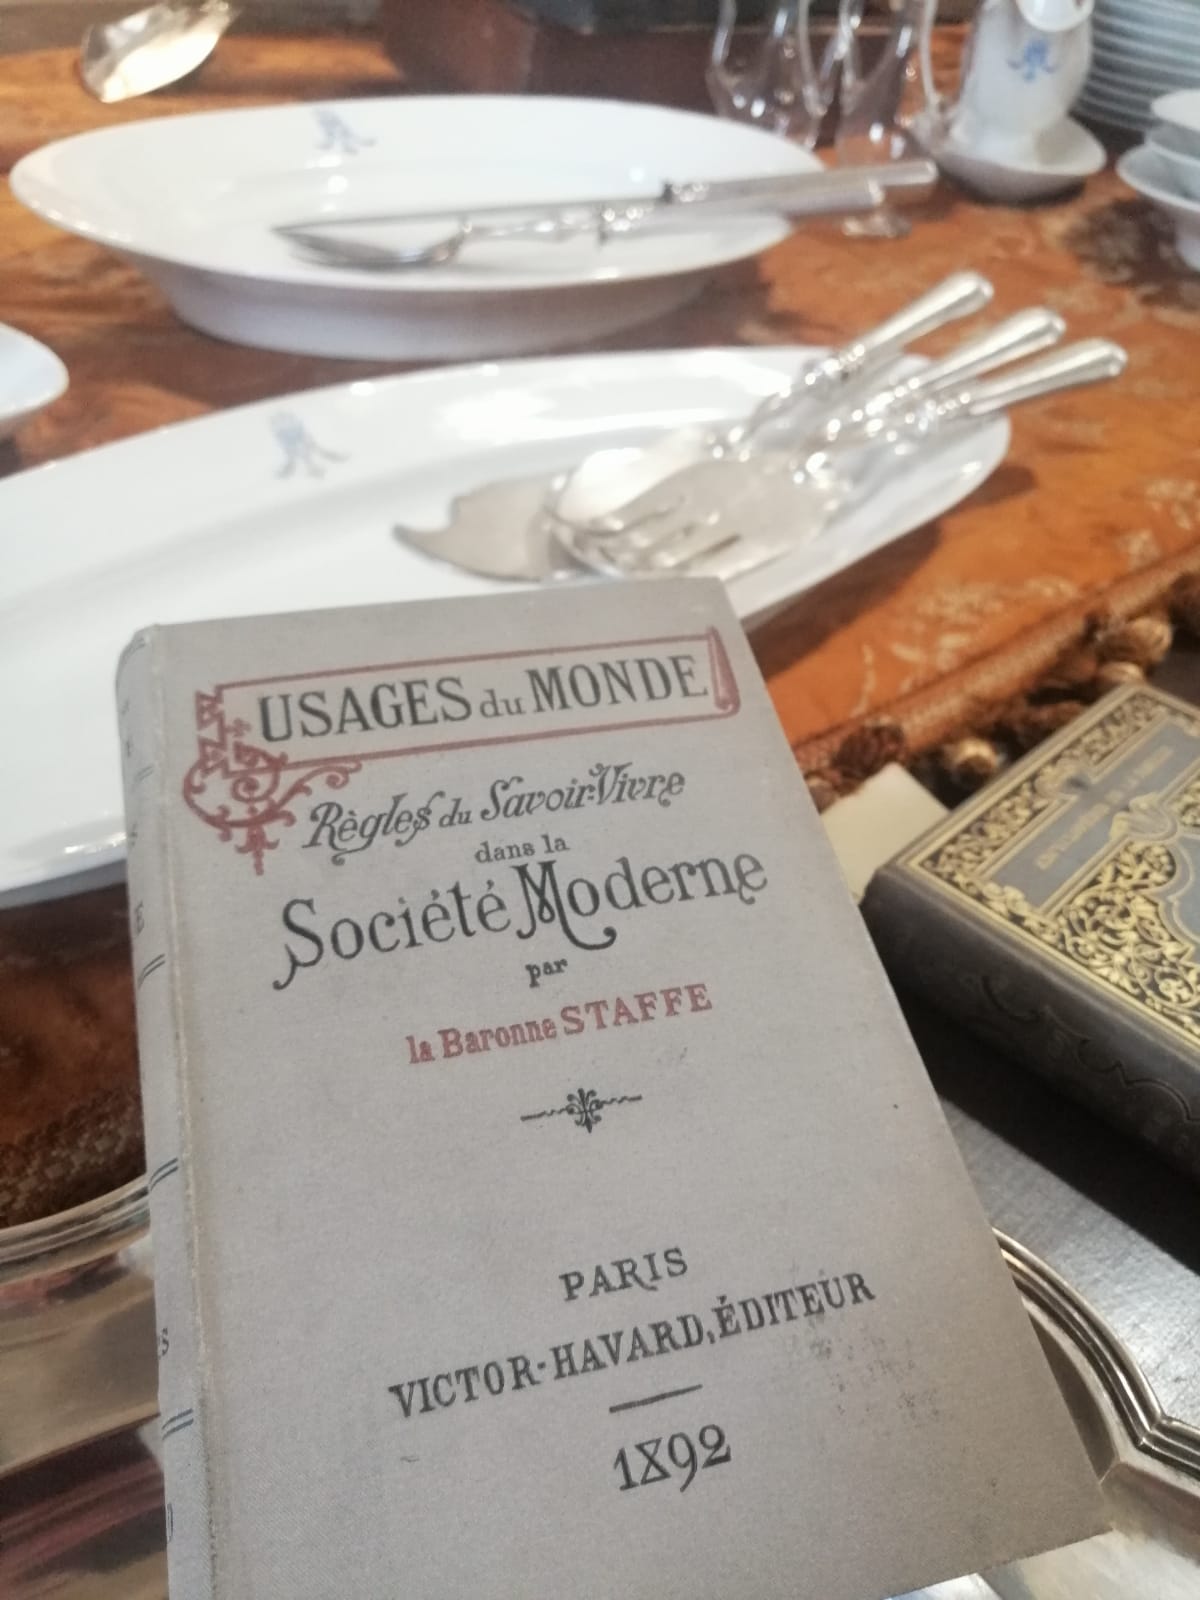 USAGES du MONDE
Règles du Savoir-Vivre
dans la
Société Moderne
par
la Baronne STAFFE
PARIS
VICTOR-HAVARD, ÉDITEUR
1892